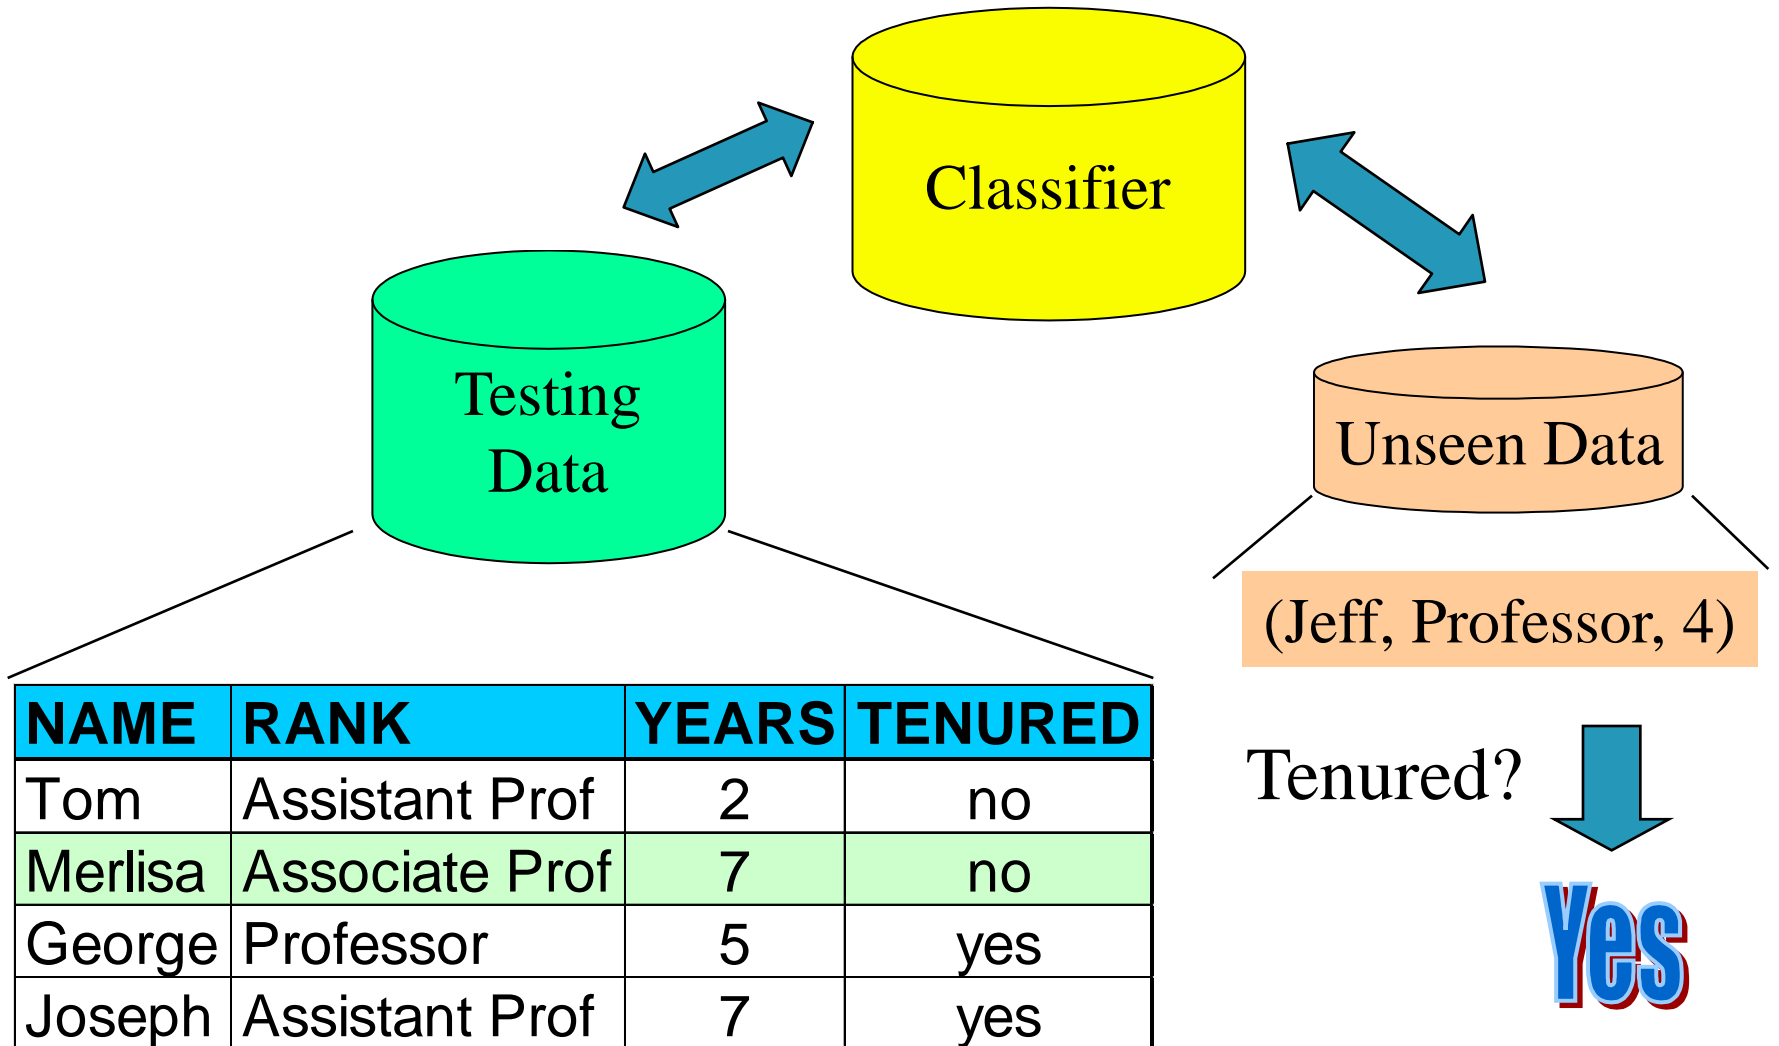 Classifier
Testing
Data
Unseen Data
(Jeff, Professor, 4)
NAME RANK YEARS TENURED
Tom Assistant Prof 2 no
Merlisa Associate Prof 7 no
George Professor 5 yes
Joseph Assistant Prof 7 yes
Tenured?
Yes